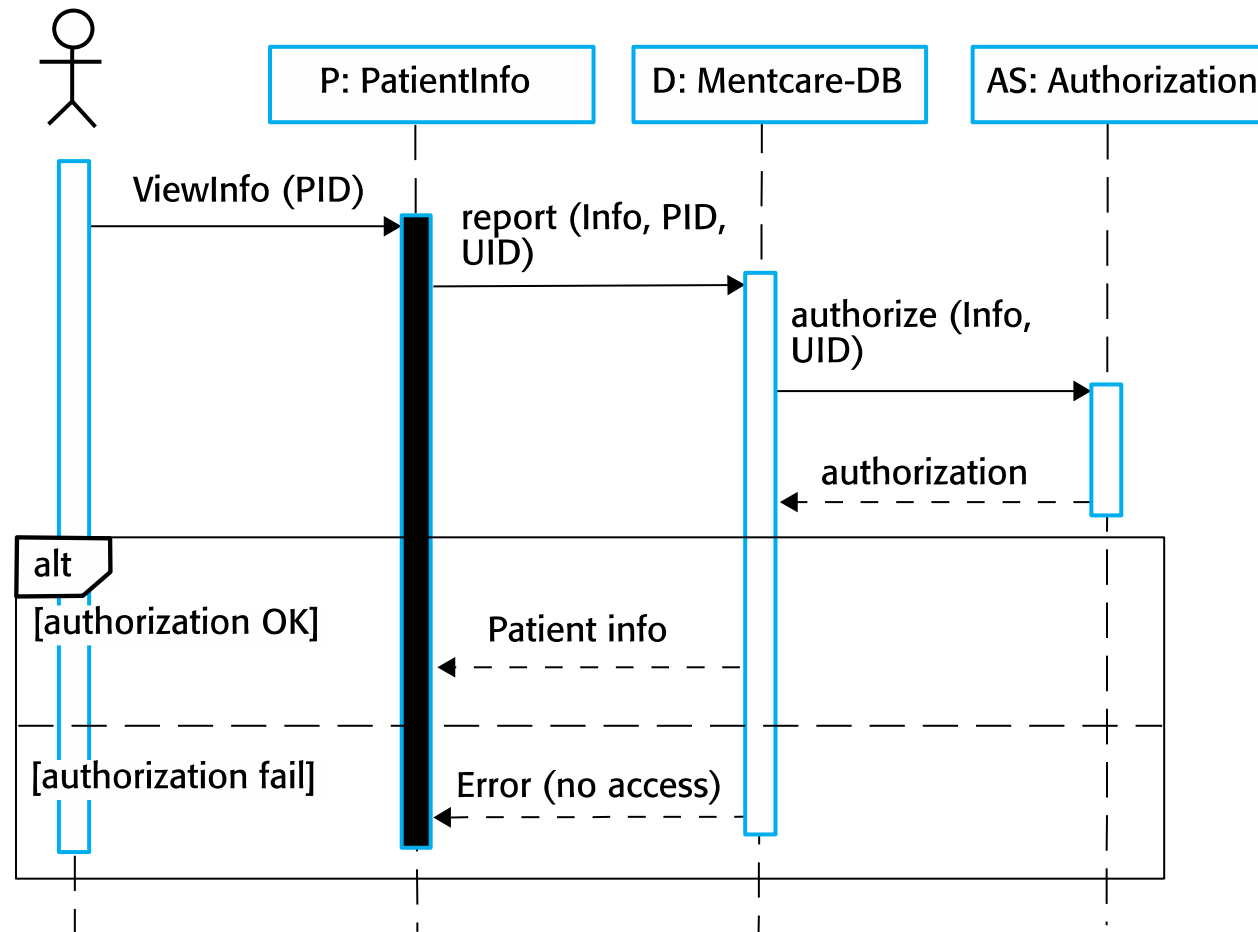 P: PatientInfo
D: Mentcare-DB
AS: Authorization
ViewInfo (PID)
report (Info, PID,
UID)
authorize (Info,
UID)
authorization
alt
[authorization OK]
Patient info
[authorization fail]
Error (no access)